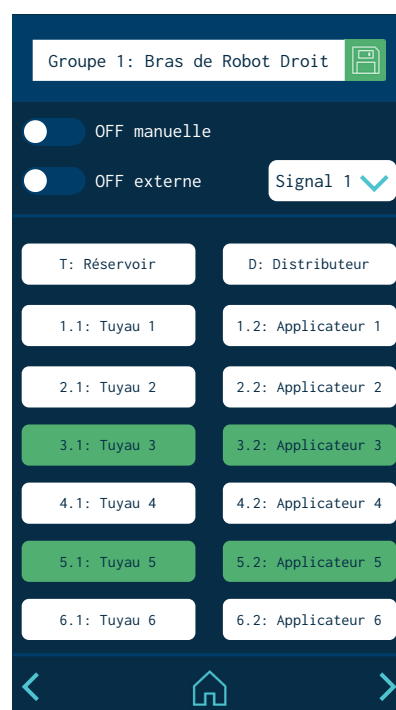 Groupe 1: Bras de Robot Droit
OFF manuelle
OFF externe
Signal 1
T: Réservoir
D: Distributeur
1.1: Tuyau 1
1.2: Applicateur 1
2.1: Tuyau 2
2.2: Applicateur 2
3.1: Tuyau 3
3.2: Applicateur 3
4.1: Tuyau 4
4.2: Applicateur 4
5.1: Tuyau 5
5.2: Applicateur 5
6.1: Tuyau 6
6.2: Applicateur 6